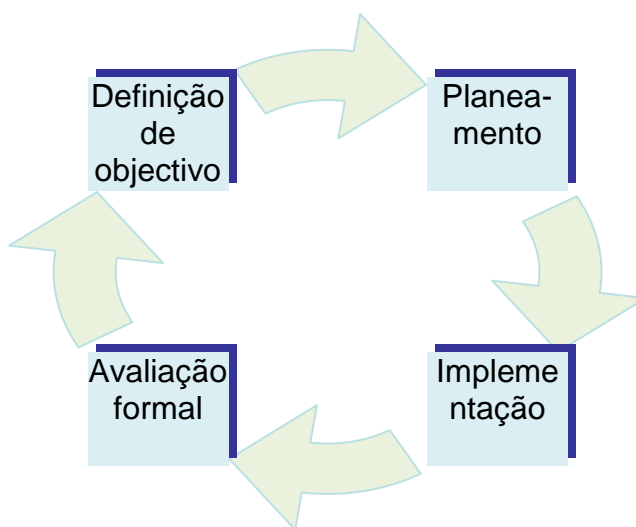 Definição
de
objectivo
Planea-
mento
Impleme
ntação
Avaliação
formal